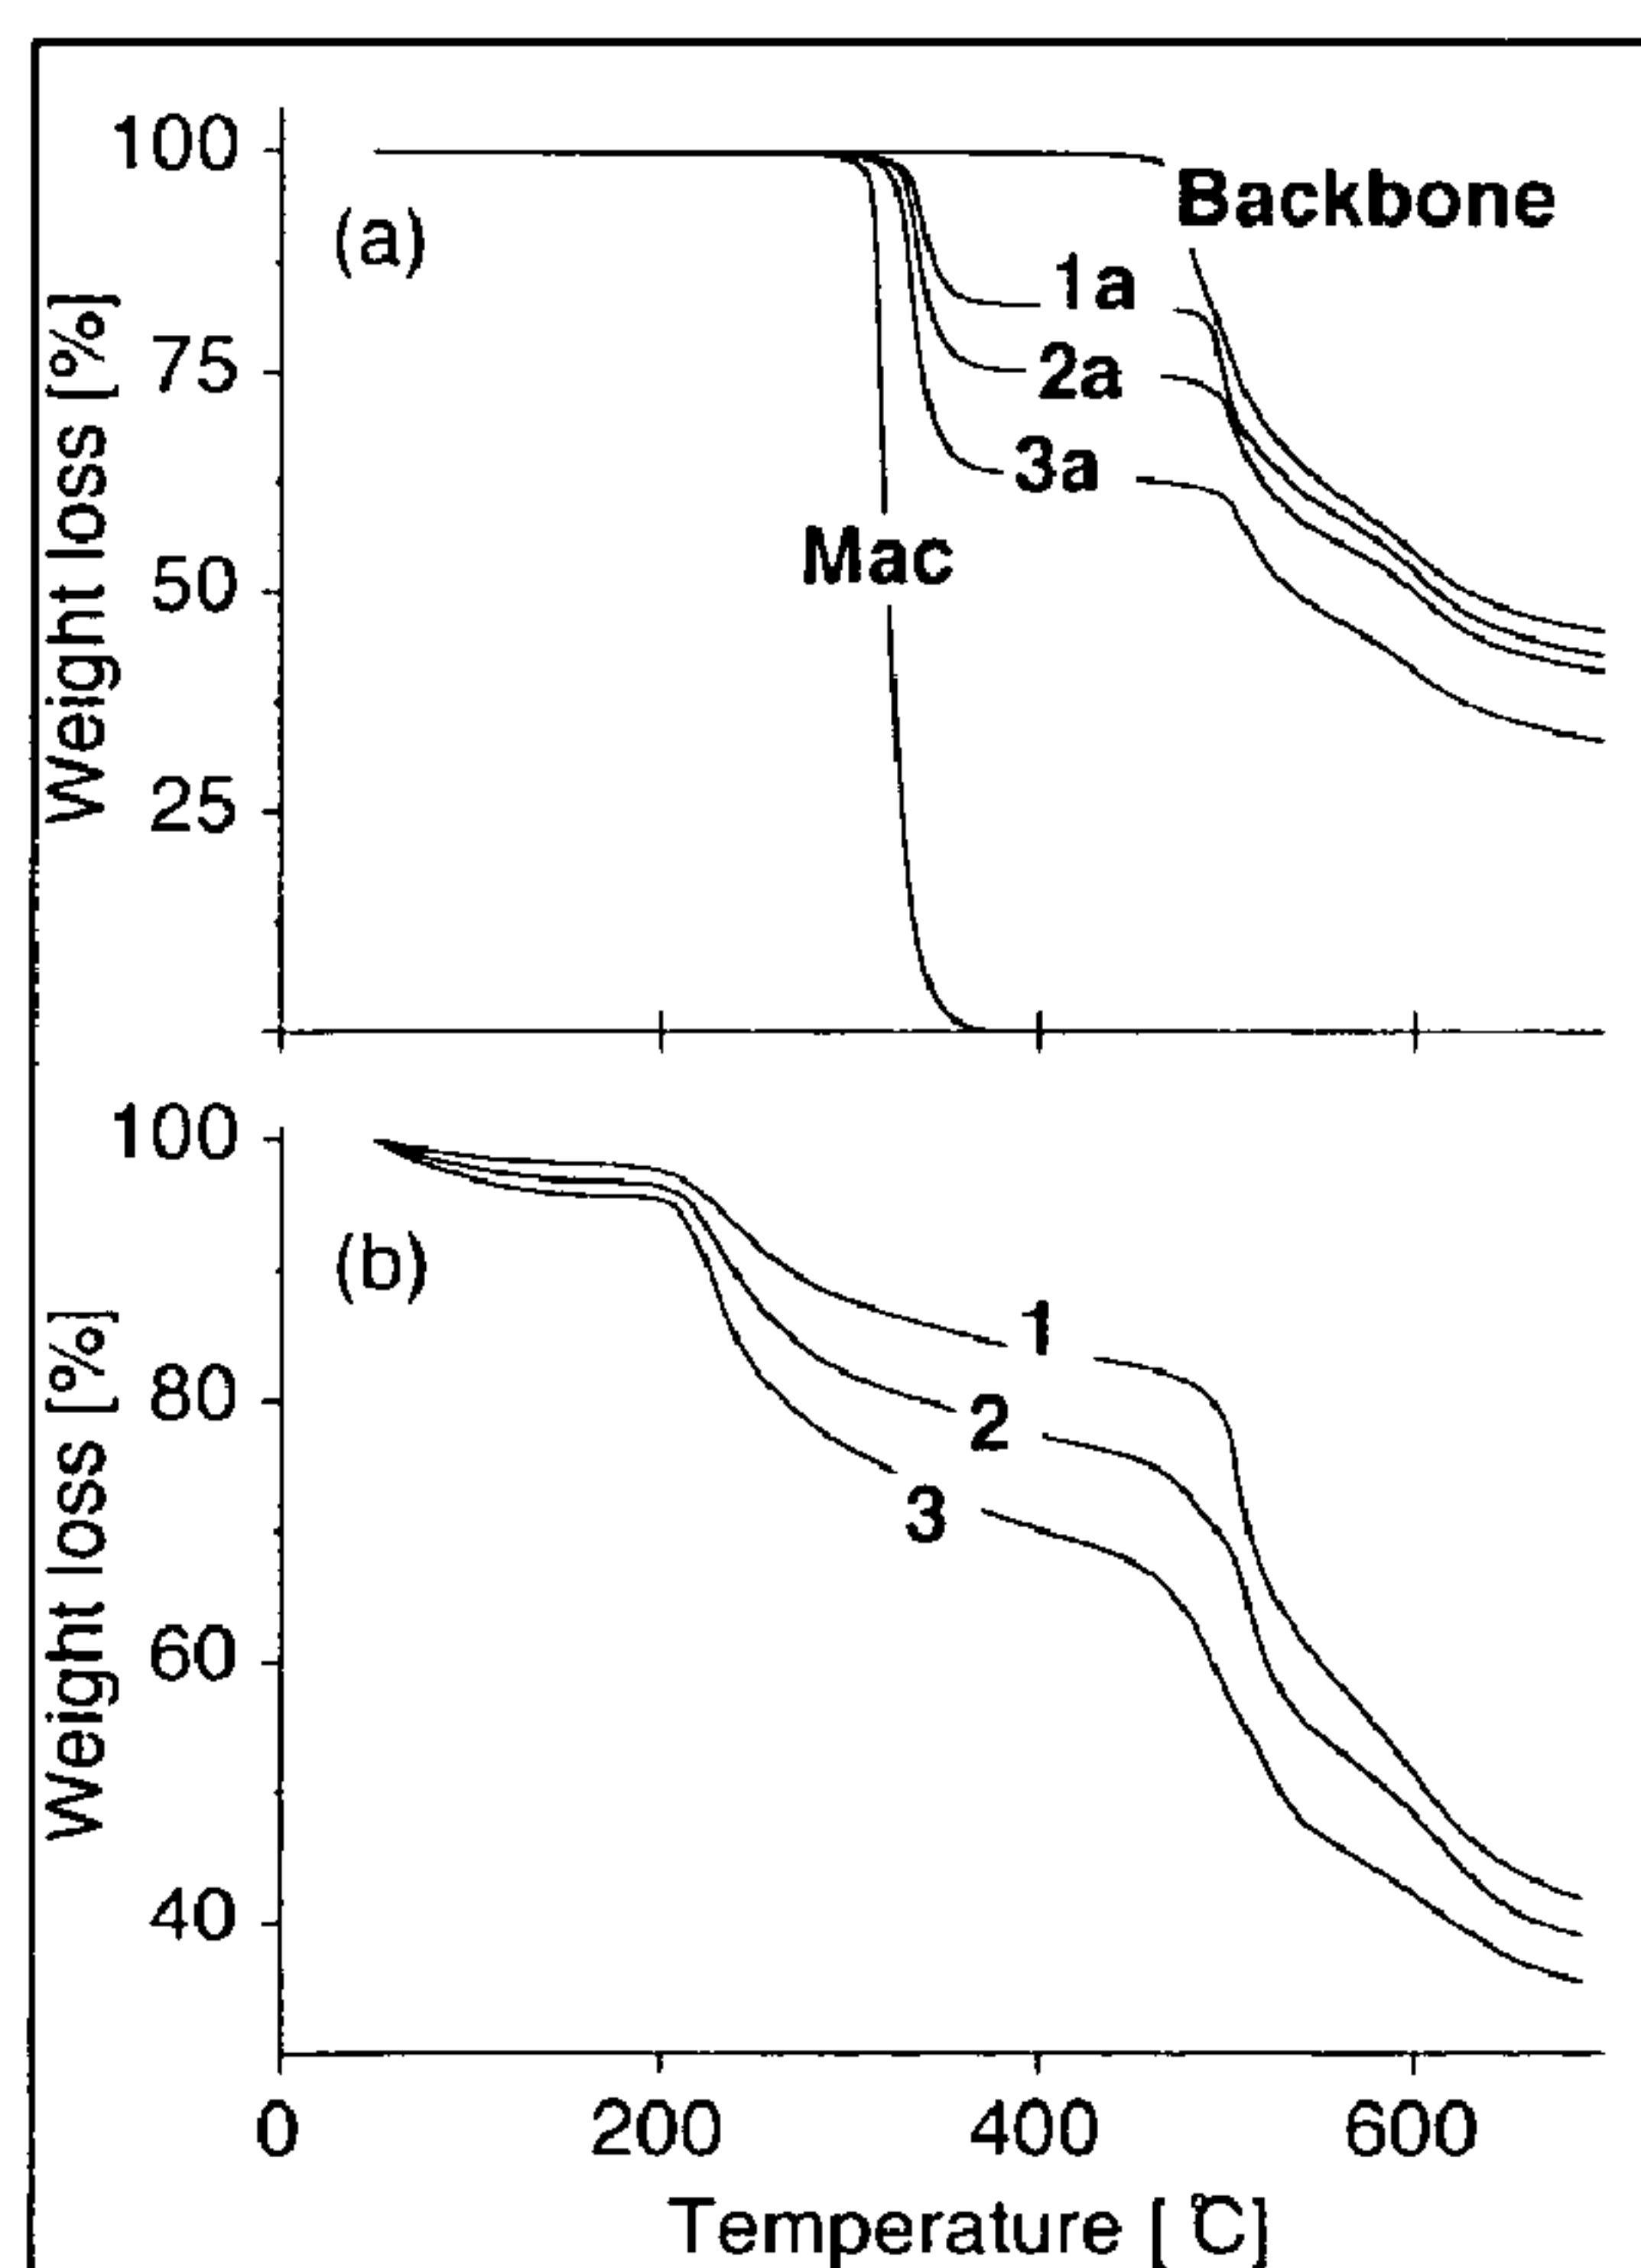 100
(a)
Backbone
1a
75
2a
3a
Mac
50
25
Weight loss [%]
100
(b)
1
80
2
3
60
40
Weight loss [%]
0 200 400 600
Temperature [℃]